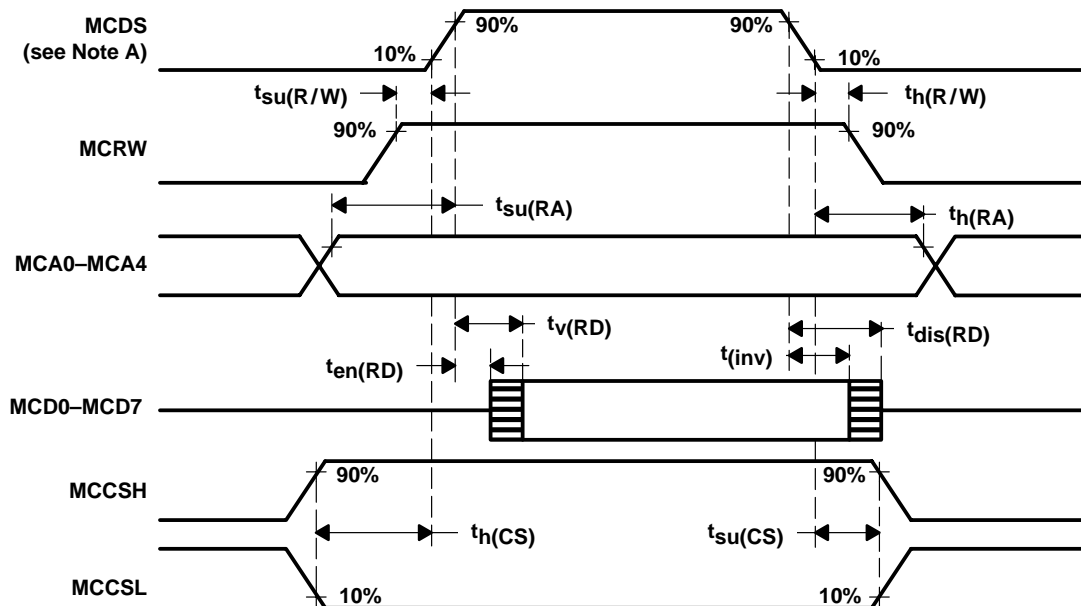 MCDS
(see Note A)
90%
90%
10%
10%
tsu(R/W)
th(R/W)
MCRW
90%
90%
tsu(RA)
th(RA)
MCA0–MCA4
tv(RD)
tdis(RD)
ten(RD)
t(inv)
MCD0–MCD7
MCCSH
90%
90%
th(CS)
tsu(CS)
MCCSL
10%
10%